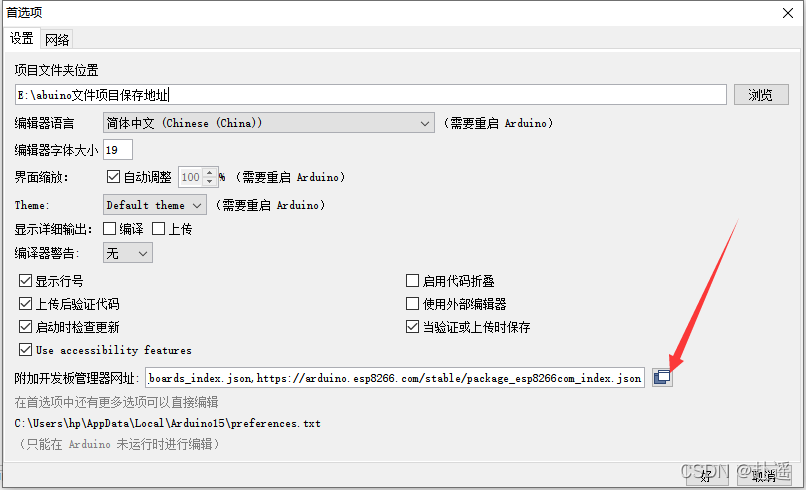 首选项
设置 网络
项目文件夹位置
E:\abuino文件项目保存地址 浏览
编辑器语言 简体中文 (Chinese (China)) （需要重启 Arduino）
编辑器字体大小 19
界面缩放： 自动调整 100 % （需要重启 Arduino）
Theme: Default theme （需要重启 Arduino）
显示详细输出： 编译 上传
编译器警告: 无
显示行号 启用代码折叠
上传后验证代码 使用外部编辑器
启动时检查更新 当验证或上传时保存
Use accessibility features
附加开发板管理器网址: boards_index.json,https://arduino.esp8266.com/stable/package_esp8266com_index.json
在首选项中还有更多选项可以直接编辑
C:\Users\hp\AppData\Local\Arduino15\preferences.txt
（只能在 Arduino 未运行时进行编辑）
好 取消
CSDN @扑遥